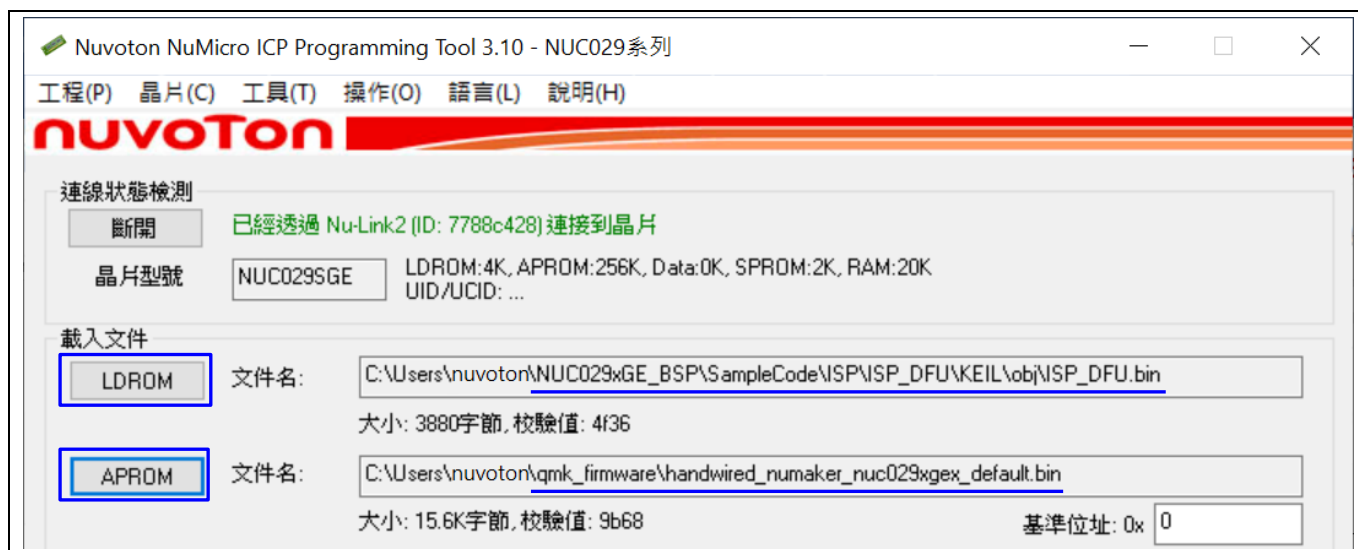 Nuvoton NuMicro ICP Programming Tool 3.10 - NUC029系列
工程(P) 晶片(C) 工具(T) 操作(O) 語言(L) 說明(H)
nuvoTon
連線狀態檢測
斷開 已經透過 Nu-Link2 (ID: 7788c428) 連接到晶片
晶片型號 NUC029SGE LDROM:4K, APROM:256K, Data:0K, SPROM:2K, RAM:20K
UID/UCID: ...
載入文件
LDROM 文件名: C:\Users\nuvoton\NUC029xGE_BSP\SampleCode\ISP\ISP_DFU\KEIL\obj\ISP_DFU.bin
大小: 3880字節, 校驗值: 4f36
APROM 文件名: C:\Users\nuvoton\qmk_firmware\handwired_numaker_nuc029xgex_default.bin
大小: 15.6K字節, 校驗值: 9b68 基準位址: 0x 0